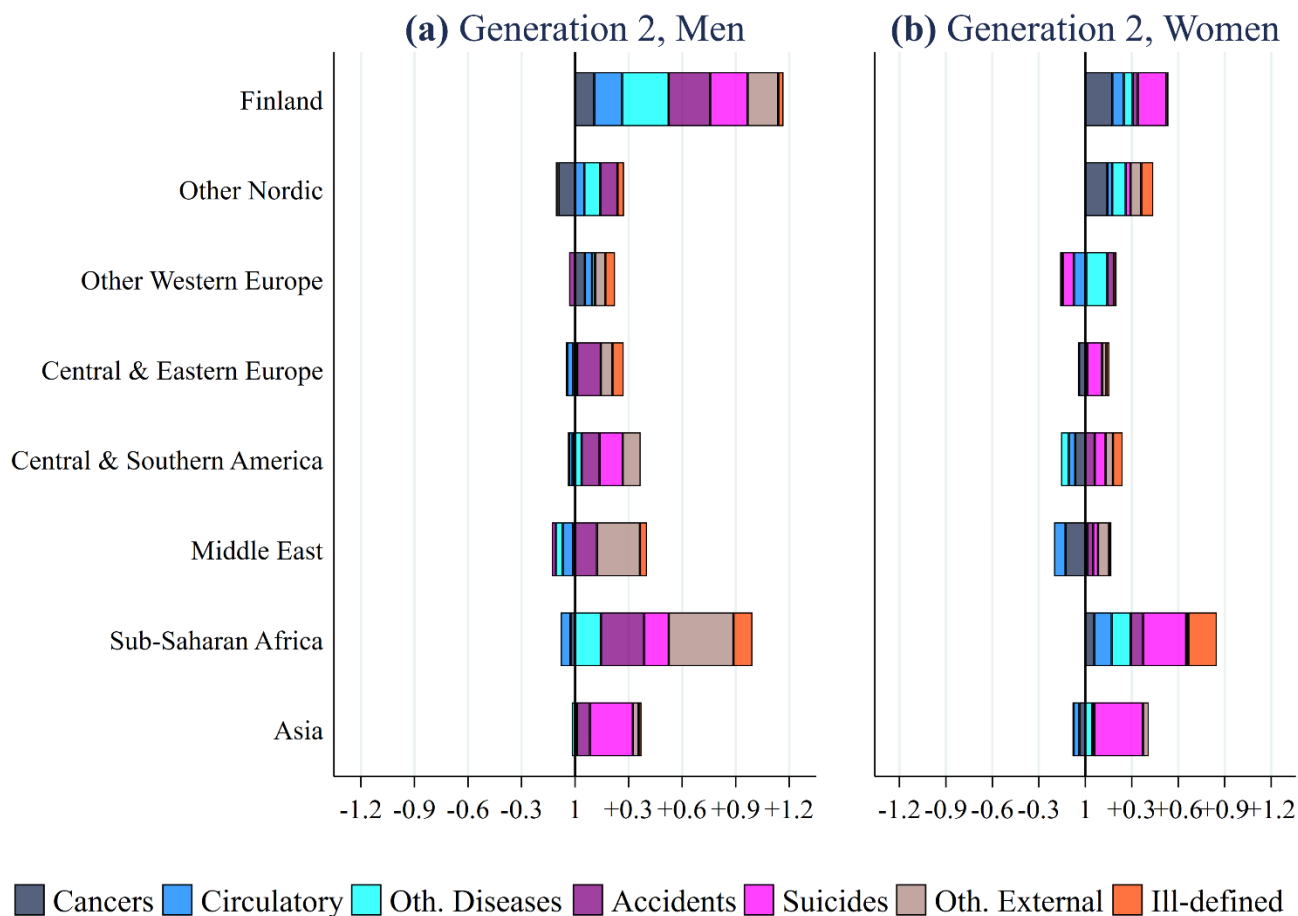 (a) Generation 2, Men
(b) Generation 2, Women
Finland
Other Nordic
Other Western Europe
Central & Eastern Europe
Central & Southern America
Middle East
Sub-Saharan Africa
Asia
-1.2 -0.9 -0.6 -0.3 1 +0.3 +0.6 +0.9 +1.2
-1.2 -0.9 -0.6 -0.3 1 +0.3 +0.6 +0.9 +1.2
Cancers Circulatory Oth. Diseases Accidents Suicides Oth. External Ill-defined